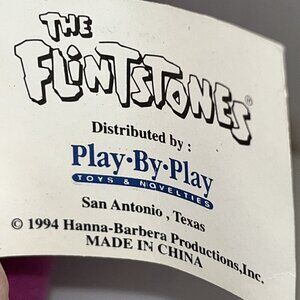 THE
FLINTSTONES®
Distributed by :
Play·By·Play
TOYS & NOVELTIES
San Antonio , Texas
© 1994 Hanna-Barbera Productions, Inc.
MADE IN CHINA